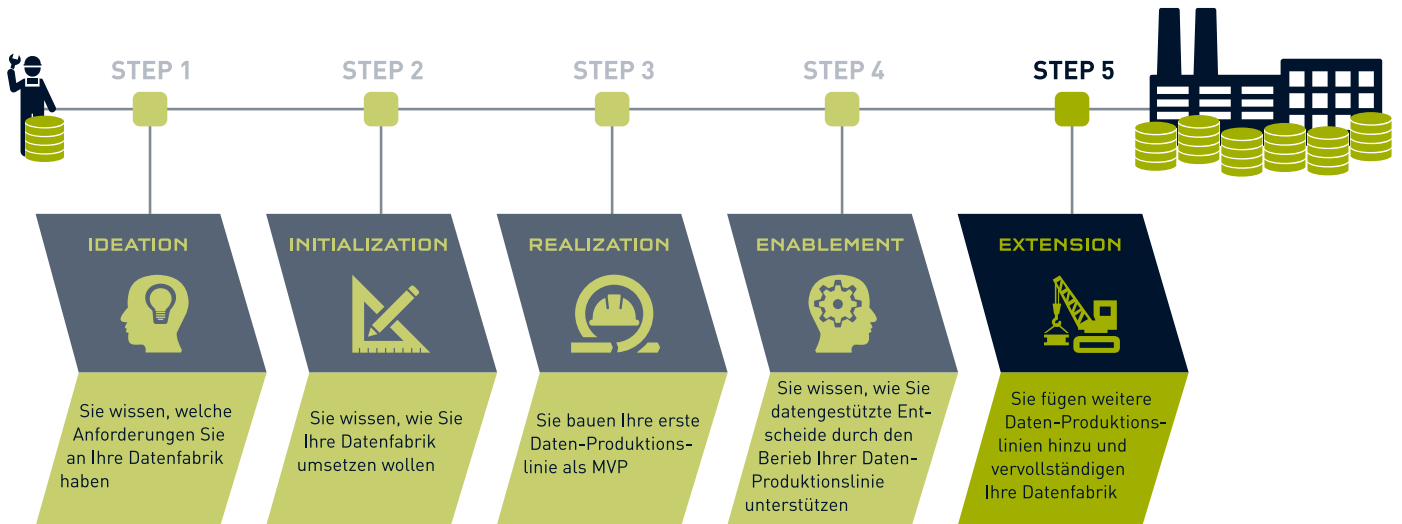 STEP 1
STEP 2
STEP 3
STEP 4
STEP 5
IDEATION
Sie wissen, welche
Anforderungen Sie
an Ihre Datenfabrik
haben
INITIALIZATION
Sie wissen, wie Sie
Ihre Datenfabrik
umsetzen wollen
REALIZATION
Sie bauen Ihre erste
Daten-Produktions-
linie als MVP
ENABLEMENT
Sie wissen, wie Sie
datengestützte Ent-
scheide durch den
Berieb Ihrer Daten-
Produktionslinie
unterstützen
EXTENSION
Sie fügen weitere
Daten-Produktions-
linien hinzu und
vervollständigen
Ihre Datenfabrik